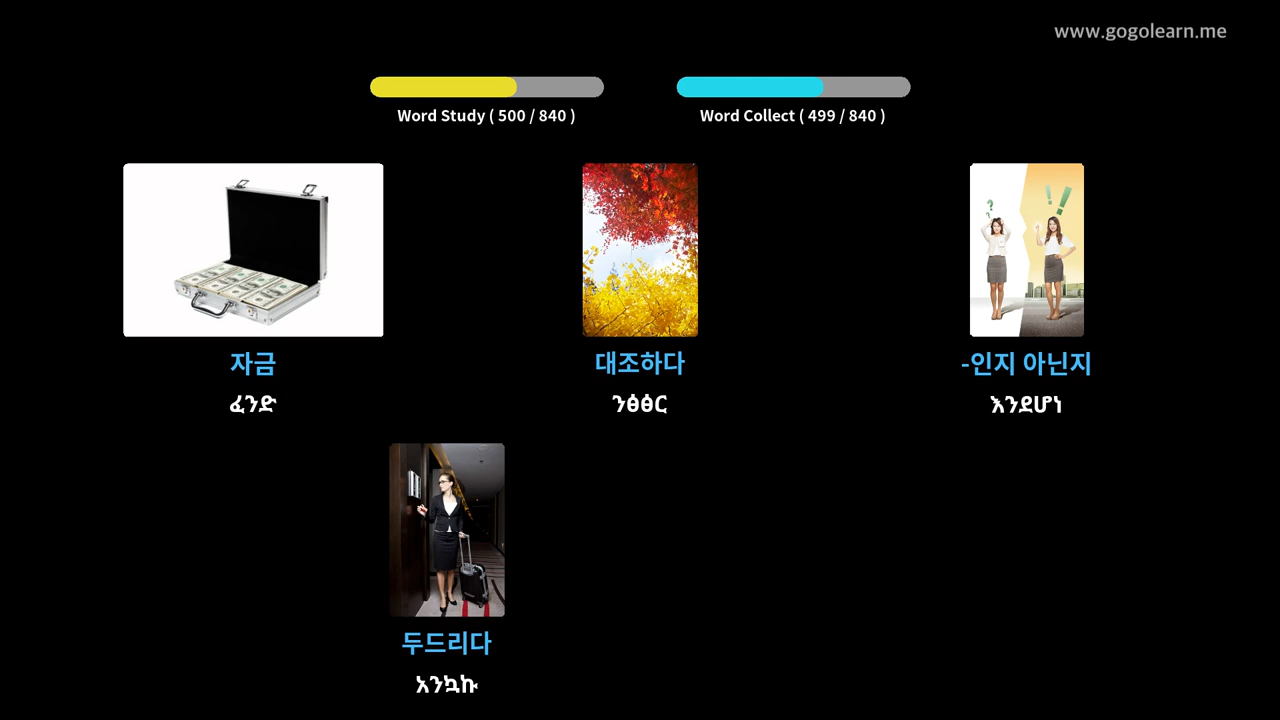 www.gogolearn.me
Word Study ( 500 / 840 )
Word Collect ( 499 / 840 )
자금
ፈንድ
대조하다
ንፅፅር
-인지 아닌지
እንደሆነ
두드리다
አንኳኩ